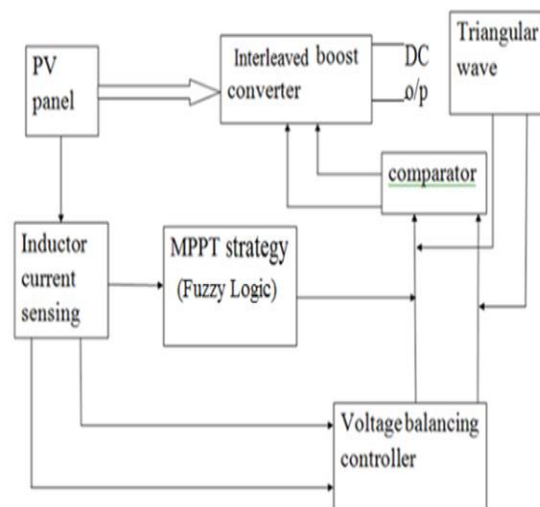 PV
panel
Interleaved boost
converter
DC
o/p
Triangular
wave
comparator
Inductor
current
sensing
MPPT strategy
(Fuzzy Logic)
Voltage balancing
controller